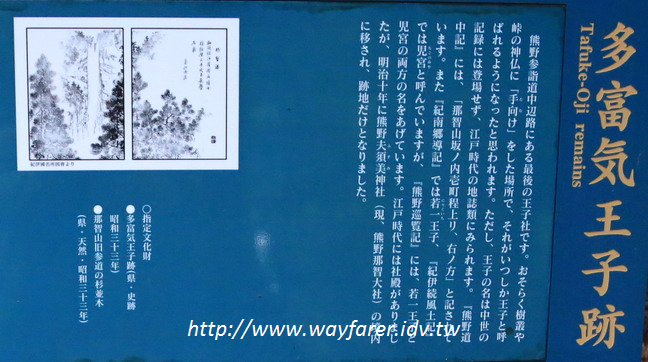 多富気王子跡
Tafuke-Oji remains
熊野参詣道中辺路にある最後の王子社です。おそらく樹叢や
峠の神仏に「手向け」をした場所で、それがいつしか王子と呼
ばれるようになったと思われます。ただし、王子の名は中世の
記録には登場せず、江戸時代の地誌類にみられます。『熊野道
中記』には、「那智山坂ノ内壱町程上リ、右ノ方」と記されて
います。また『紀南郷導記』では若一王子、『紀伊続風土記』
では児宮と呼んでいますが、『熊野巡覧記』には、若一王子と
児宮の両方の名をあげています。江戸時代には社殿がありまし
たが、明治十年に熊野夫須美神社（現、熊野那智大社）の境内
に移され、跡地だけとなりました。
紀伊國名所図会より
○指定文化財
●多富気王子跡（県・史跡
昭和三十三年）
●那智山旧参道の杉並木
（県・天然・昭和三十三年）
http://www.wayfarer.idv.tw